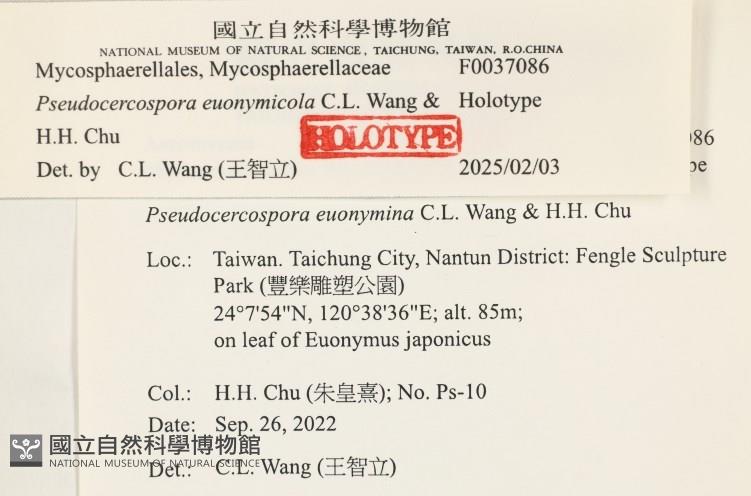 國立自然科學博物館
NATIONAL MUSEUM OF NATURAL SCIENCE, TAICHUNG, TAIWAN, R.O.CHINA
Mycosphaerellales, Mycosphaerellaceae F0037086
Pseudocercospora euonymicola C.L. Wang & Holotype
H.H. Chu HOLOTYPE
Det. by C.L. Wang (王智立) 2025/02/03
Pseudocercospora euonymina C.L. Wang & H.H. Chu
Loc.: Taiwan. Taichung City, Nantun District: Fengle Sculpture
Park (豐樂雕塑公園)
24°7'54"N, 120°38'36"E; alt. 85m;
on leaf of Euonymus japonicus
Col.: H.H. Chu (朱皇熹); No. Ps-10
Date: Sep. 26, 2022
Det.: C.L. Wang (王智立)
國立自然科學博物館
NATIONAL MUSEUM OF NATURAL SCIENCE